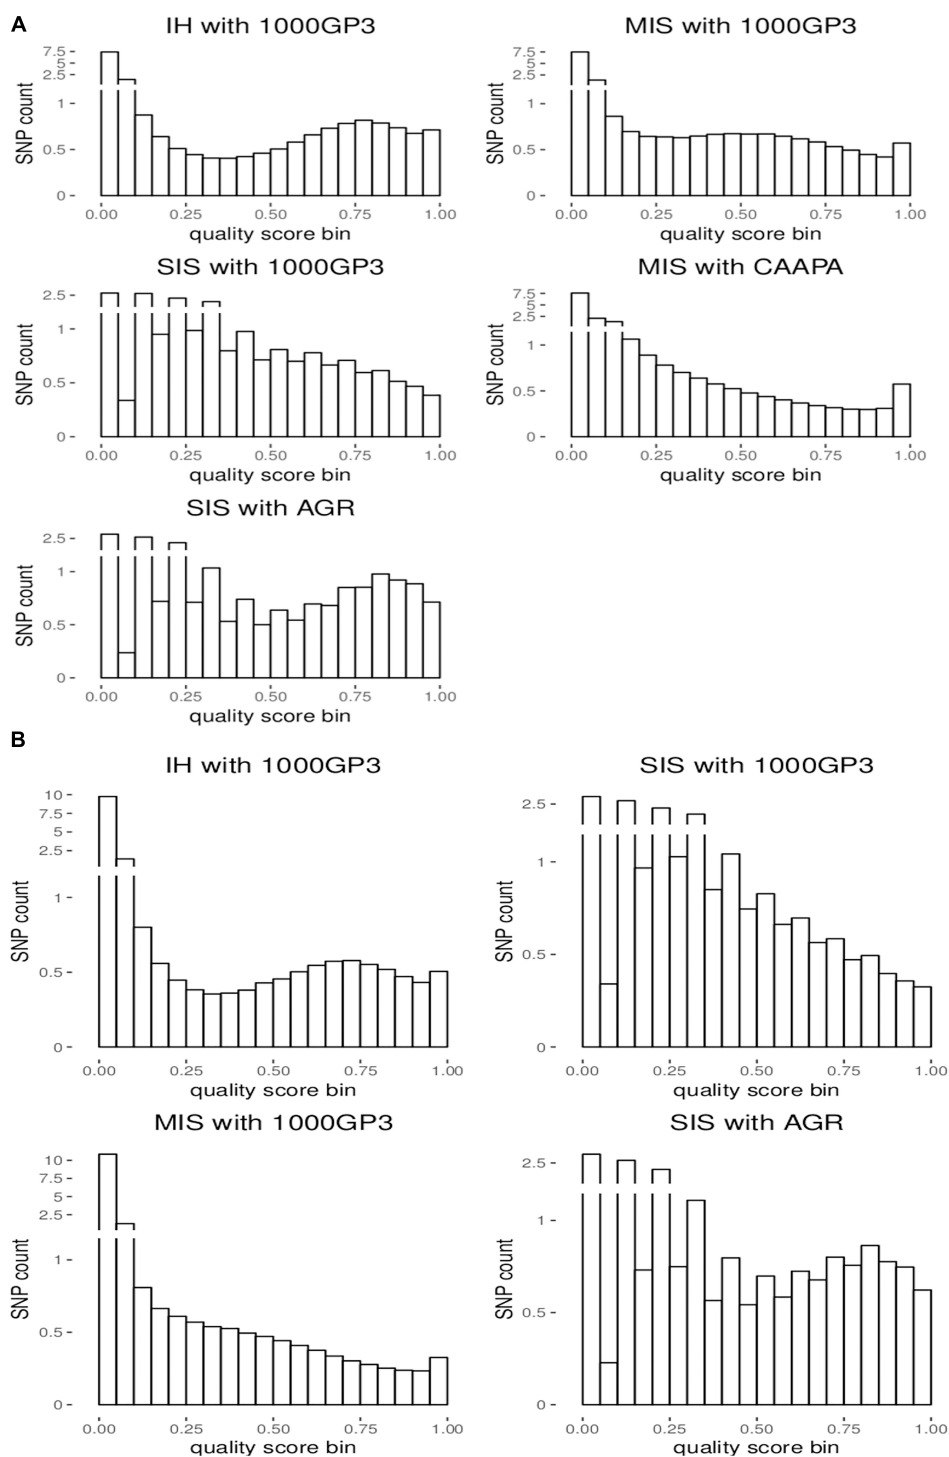 A
IH with 1000GP3
7.5
5
2.5
1
0.5
0
SNP count
0.00 0.25 0.50 0.75 1.00
quality score bin
MIS with 1000GP3
7.5
5
2.5
1
0.5
0
SNP count
0.00 0.25 0.50 0.75 1.00
quality score bin
SIS with 1000GP3
2.5
1
0.5
0
SNP count
0.00 0.25 0.50 0.75 1.00
quality score bin
MIS with CAAPA
7.5
5
2.5
1
0.5
0
SNP count
0.00 0.25 0.50 0.75 1.00
quality score bin
SIS with AGR
2.5
1
0.5
0
SNP count
0.00 0.25 0.50 0.75 1.00
quality score bin
B
IH with 1000GP3
10
7.5
5
2.5
1
0.5
0
SNP count
0.00 0.25 0.50 0.75 1.00
quality score bin
SIS with 1000GP3
2.5
1
0.5
0
SNP count
0.00 0.25 0.50 0.75 1.00
quality score bin
MIS with 1000GP3
10
7.5
5
2.5
1
0.5
0
SNP count
0.00 0.25 0.50 0.75 1.00
quality score bin
SIS with AGR
2.5
1
0.5
0
SNP count
0.00 0.25 0.50 0.75 1.00
quality score bin